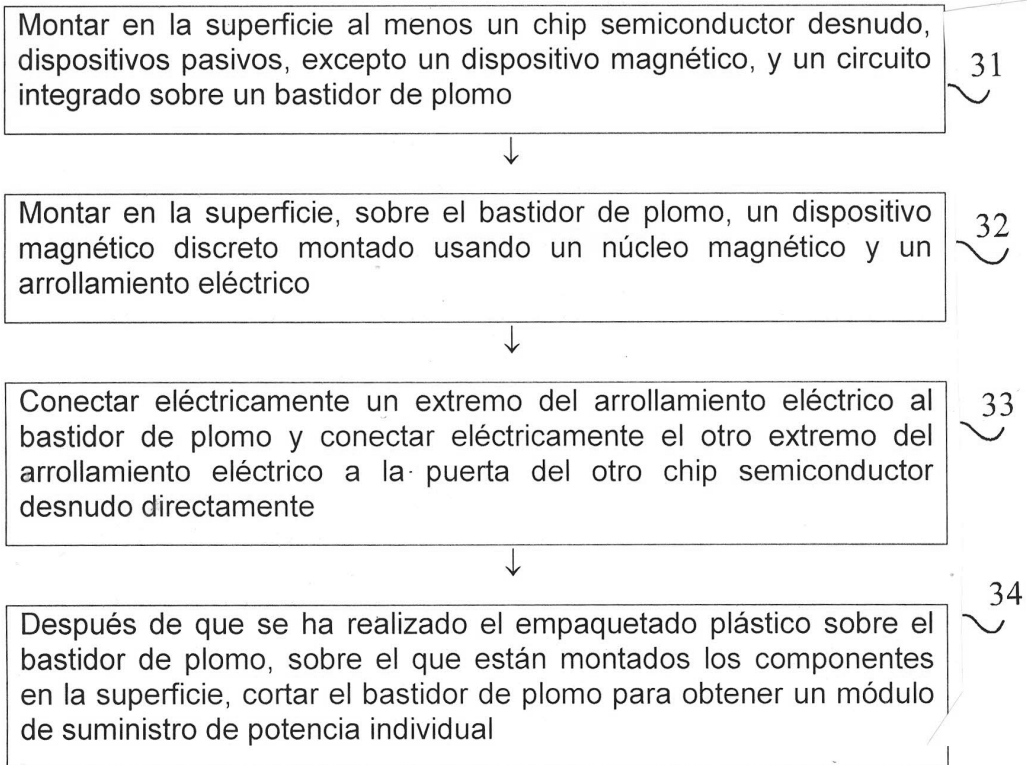 Montar en la superficie al menos un chip semiconductor desnudo,
dispositivos pasivos, excepto un dispositivo magnético, y un circuito
integrado sobre un bastidor de plomo
31
↓
Montar en la superficie, sobre el bastidor de plomo, un dispositivo
magnético discreto montado usando un núcleo magnético y un
arrollamiento eléctrico
32
↓
Conectar eléctricamente un extremo del arrollamiento eléctrico al
bastidor de plomo y conectar eléctricamente el otro extremo del
arrollamiento eléctrico a la puerta del otro chip semiconductor
desnudo directamente
33
↓
Después de que se ha realizado el empaquetado plástico sobre el
bastidor de plomo, sobre el que están montados los componentes
en la superficie, cortar el bastidor de plomo para obtener un módulo
de suministro de potencia individual
34